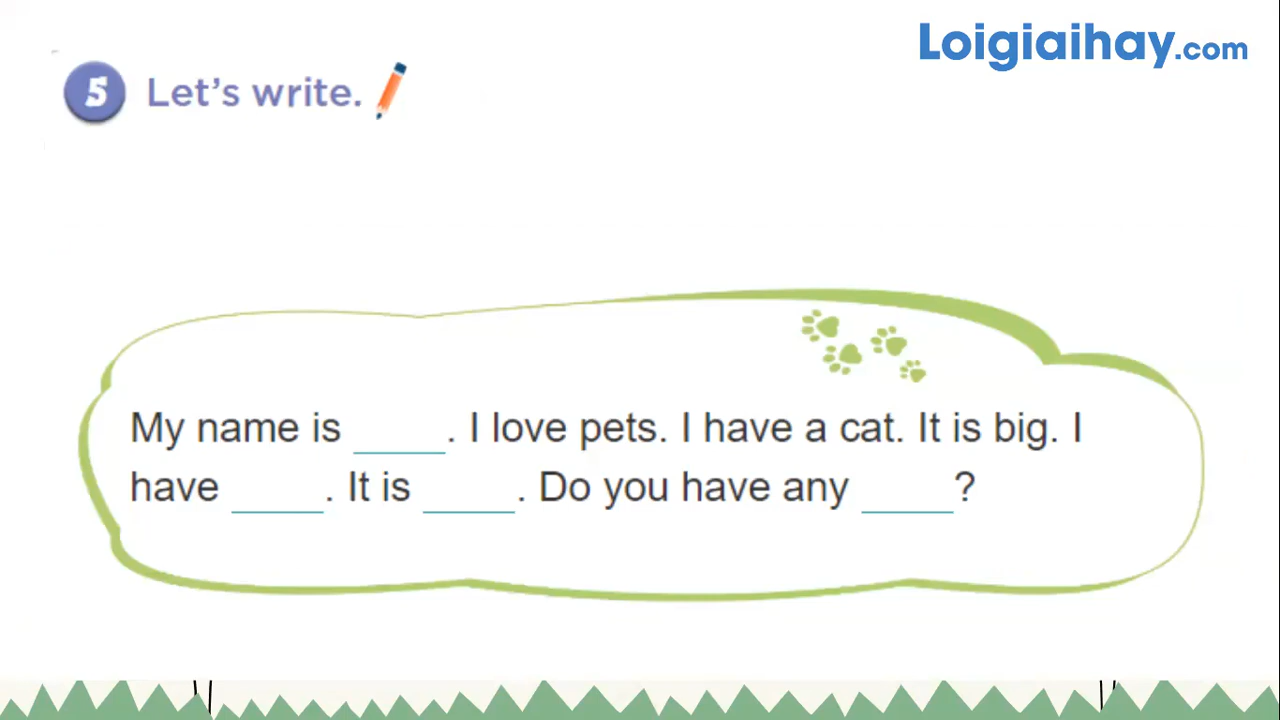 Loigiaihay.com
5 Let's write.
My name is _____. I love pets. I have a cat. It is big. I
have _____. It is _____. Do you have any _____?